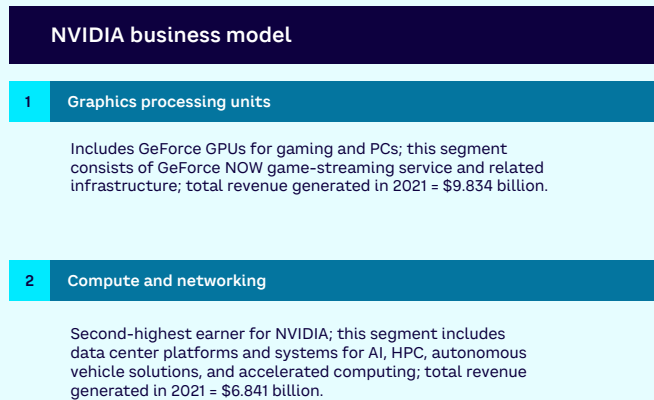 NVIDIA business model
1
Graphics processing units
Includes GeForce GPUs for gaming and PCs; this segment
consists of GeForce NOW game-streaming service and related
infrastructure; total revenue generated in 2021 = $9.834 billion.
2
Compute and networking
Second-highest earner for NVIDIA; this segment includes
data center platforms and systems for AI, HPC, autonomous
vehicle solutions, and accelerated computing; total revenue
generated in 2021 = $6.841 billion.